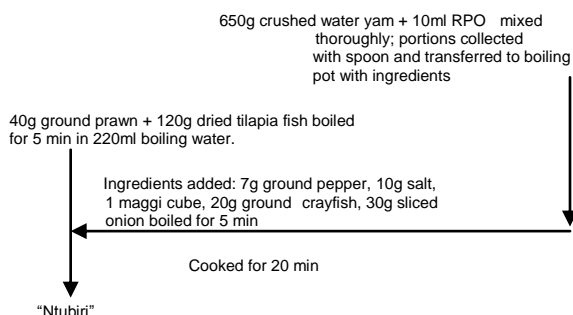 650g crushed water yam + 10ml RPO mixed
thoroughly; portions collected
with spoon and transferred to boiling
pot with ingredients
40g ground prawn + 120g dried tilapia fish boiled
for 5 min in 220ml boiling water.
Ingredients added: 7g ground pepper, 10g salt,
1 maggi cube, 20g ground crayfish, 30g sliced
onion boiled for 5 min
Cooked for 20 min
“Ntubiri”